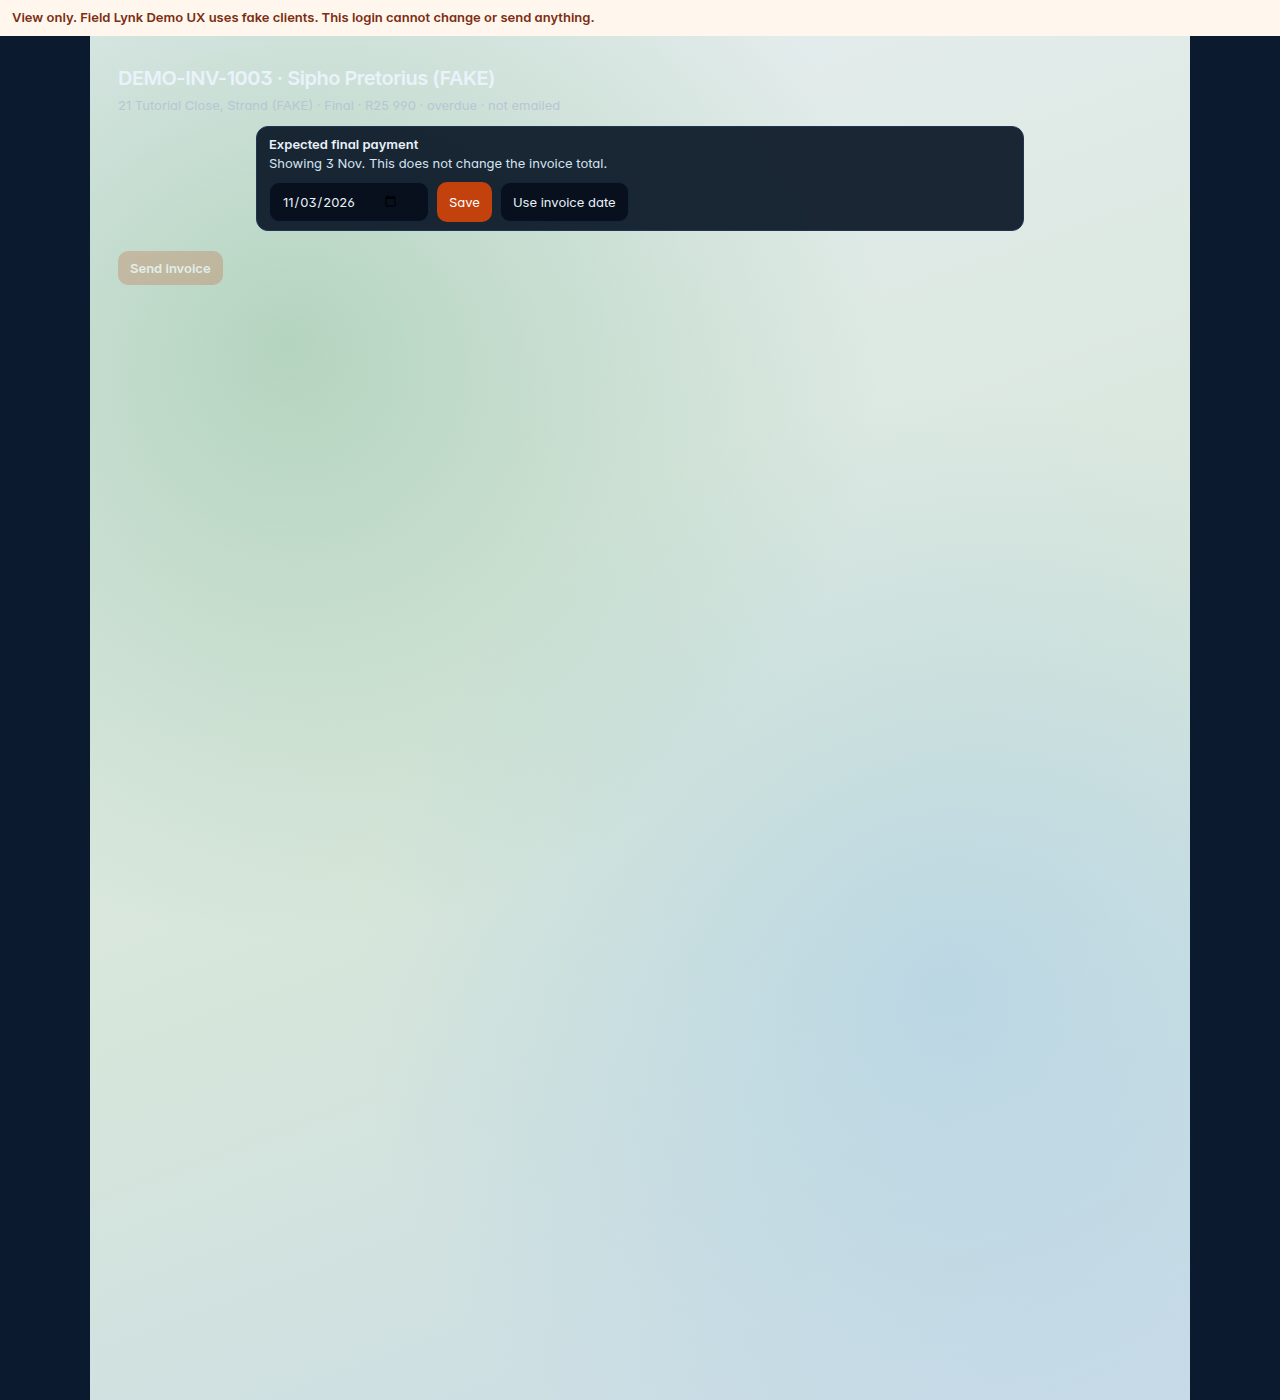 View only. Field Lynk Demo UX uses fake clients. This login cannot change or send anything.
DEMO-INV-1003 · Sipho Pretorius (FAKE)
21 Tutorial Close, Strand (FAKE) · Final · R25 990 · overdue · not emailed
Expected final payment
Showing 3 Nov. This does not change the invoice total.
11/03/2026 Save Use invoice date
Send invoice